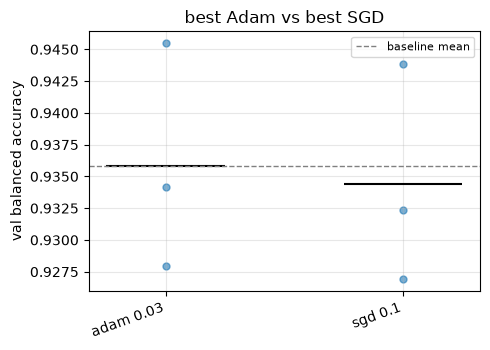 best Adam vs best SGD
baseline mean
val balanced accuracy
0.9450
0.9425
0.9400
0.9375
0.9350
0.9325
0.9300
0.9275
adam 0.03
sgd 0.1